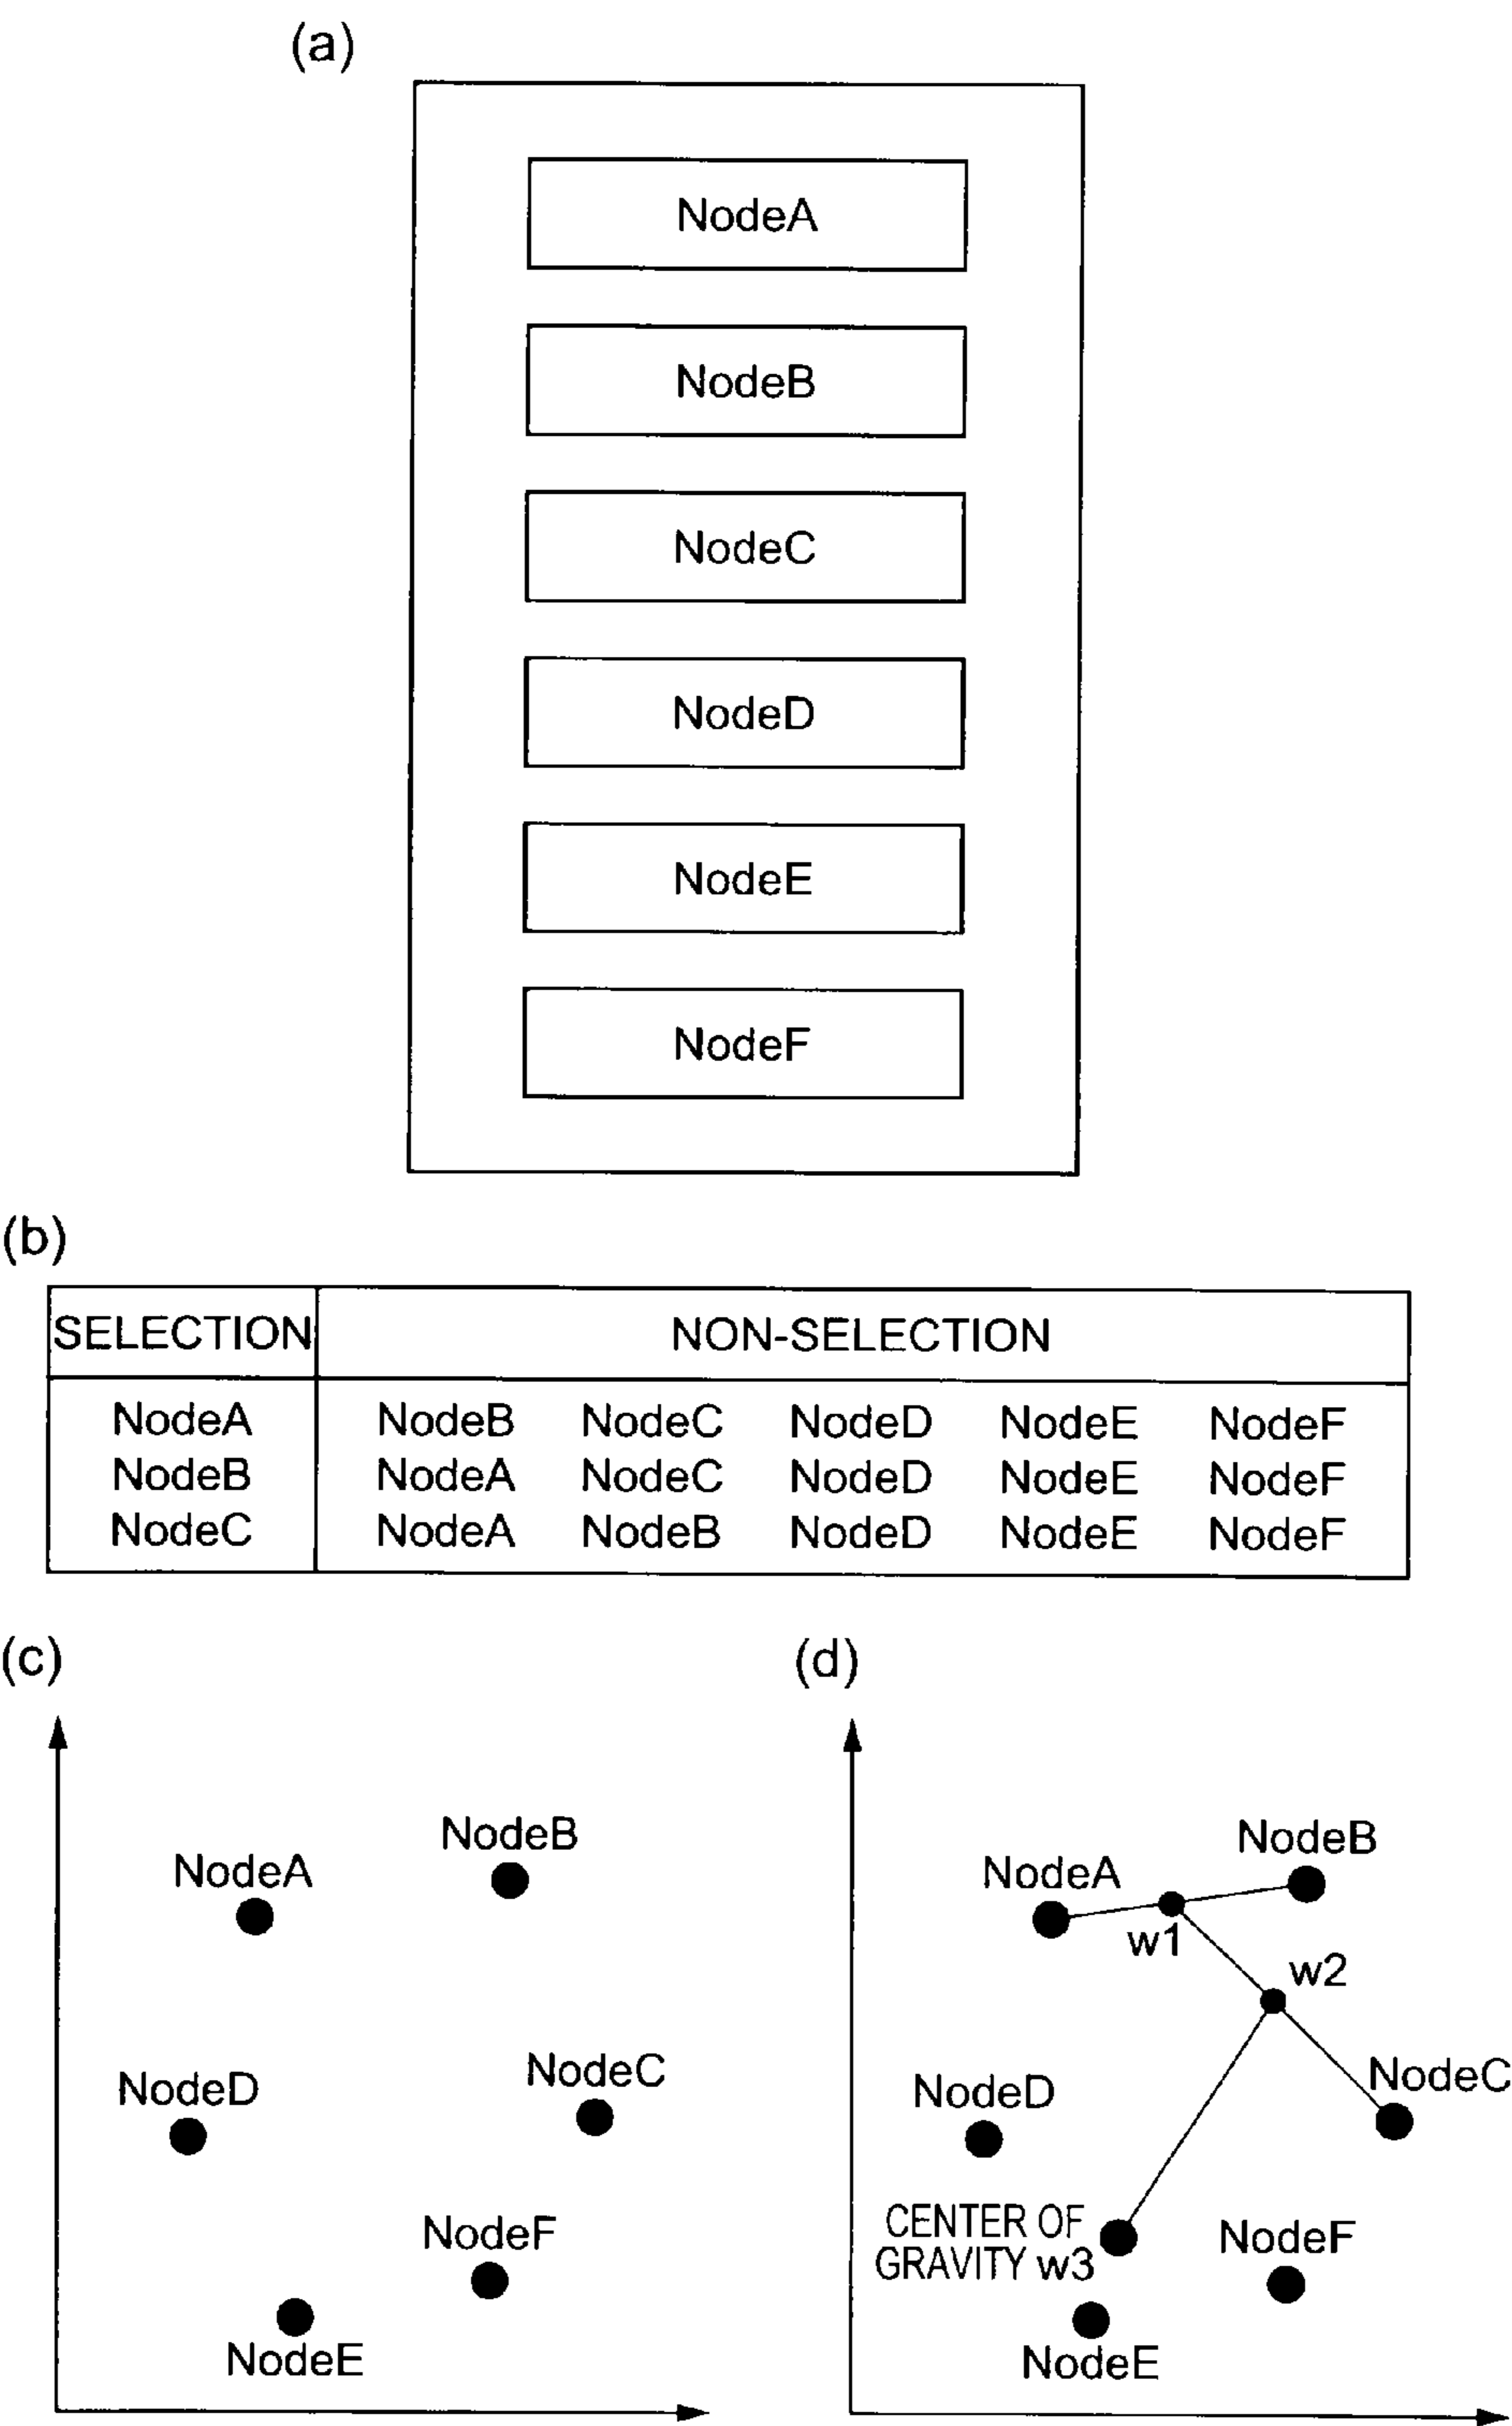 (a)
NodeA
NodeB
NodeC
NodeD
NodeE
NodeF
(b)
SELECTION NON-SELECTION
NodeA NodeB NodeC NodeD NodeE NodeF
NodeB NodeA NodeC NodeD NodeE NodeF
NodeC NodeA NodeB NodeD NodeE NodeF
(c)
NodeB
NodeA
NodeC
NodeD
NodeF
NodeE
(d)
NodeB
NodeA
w1
w2
NodeC
NodeD
CENTER OF
GRAVITY w3
NodeF
NodeE